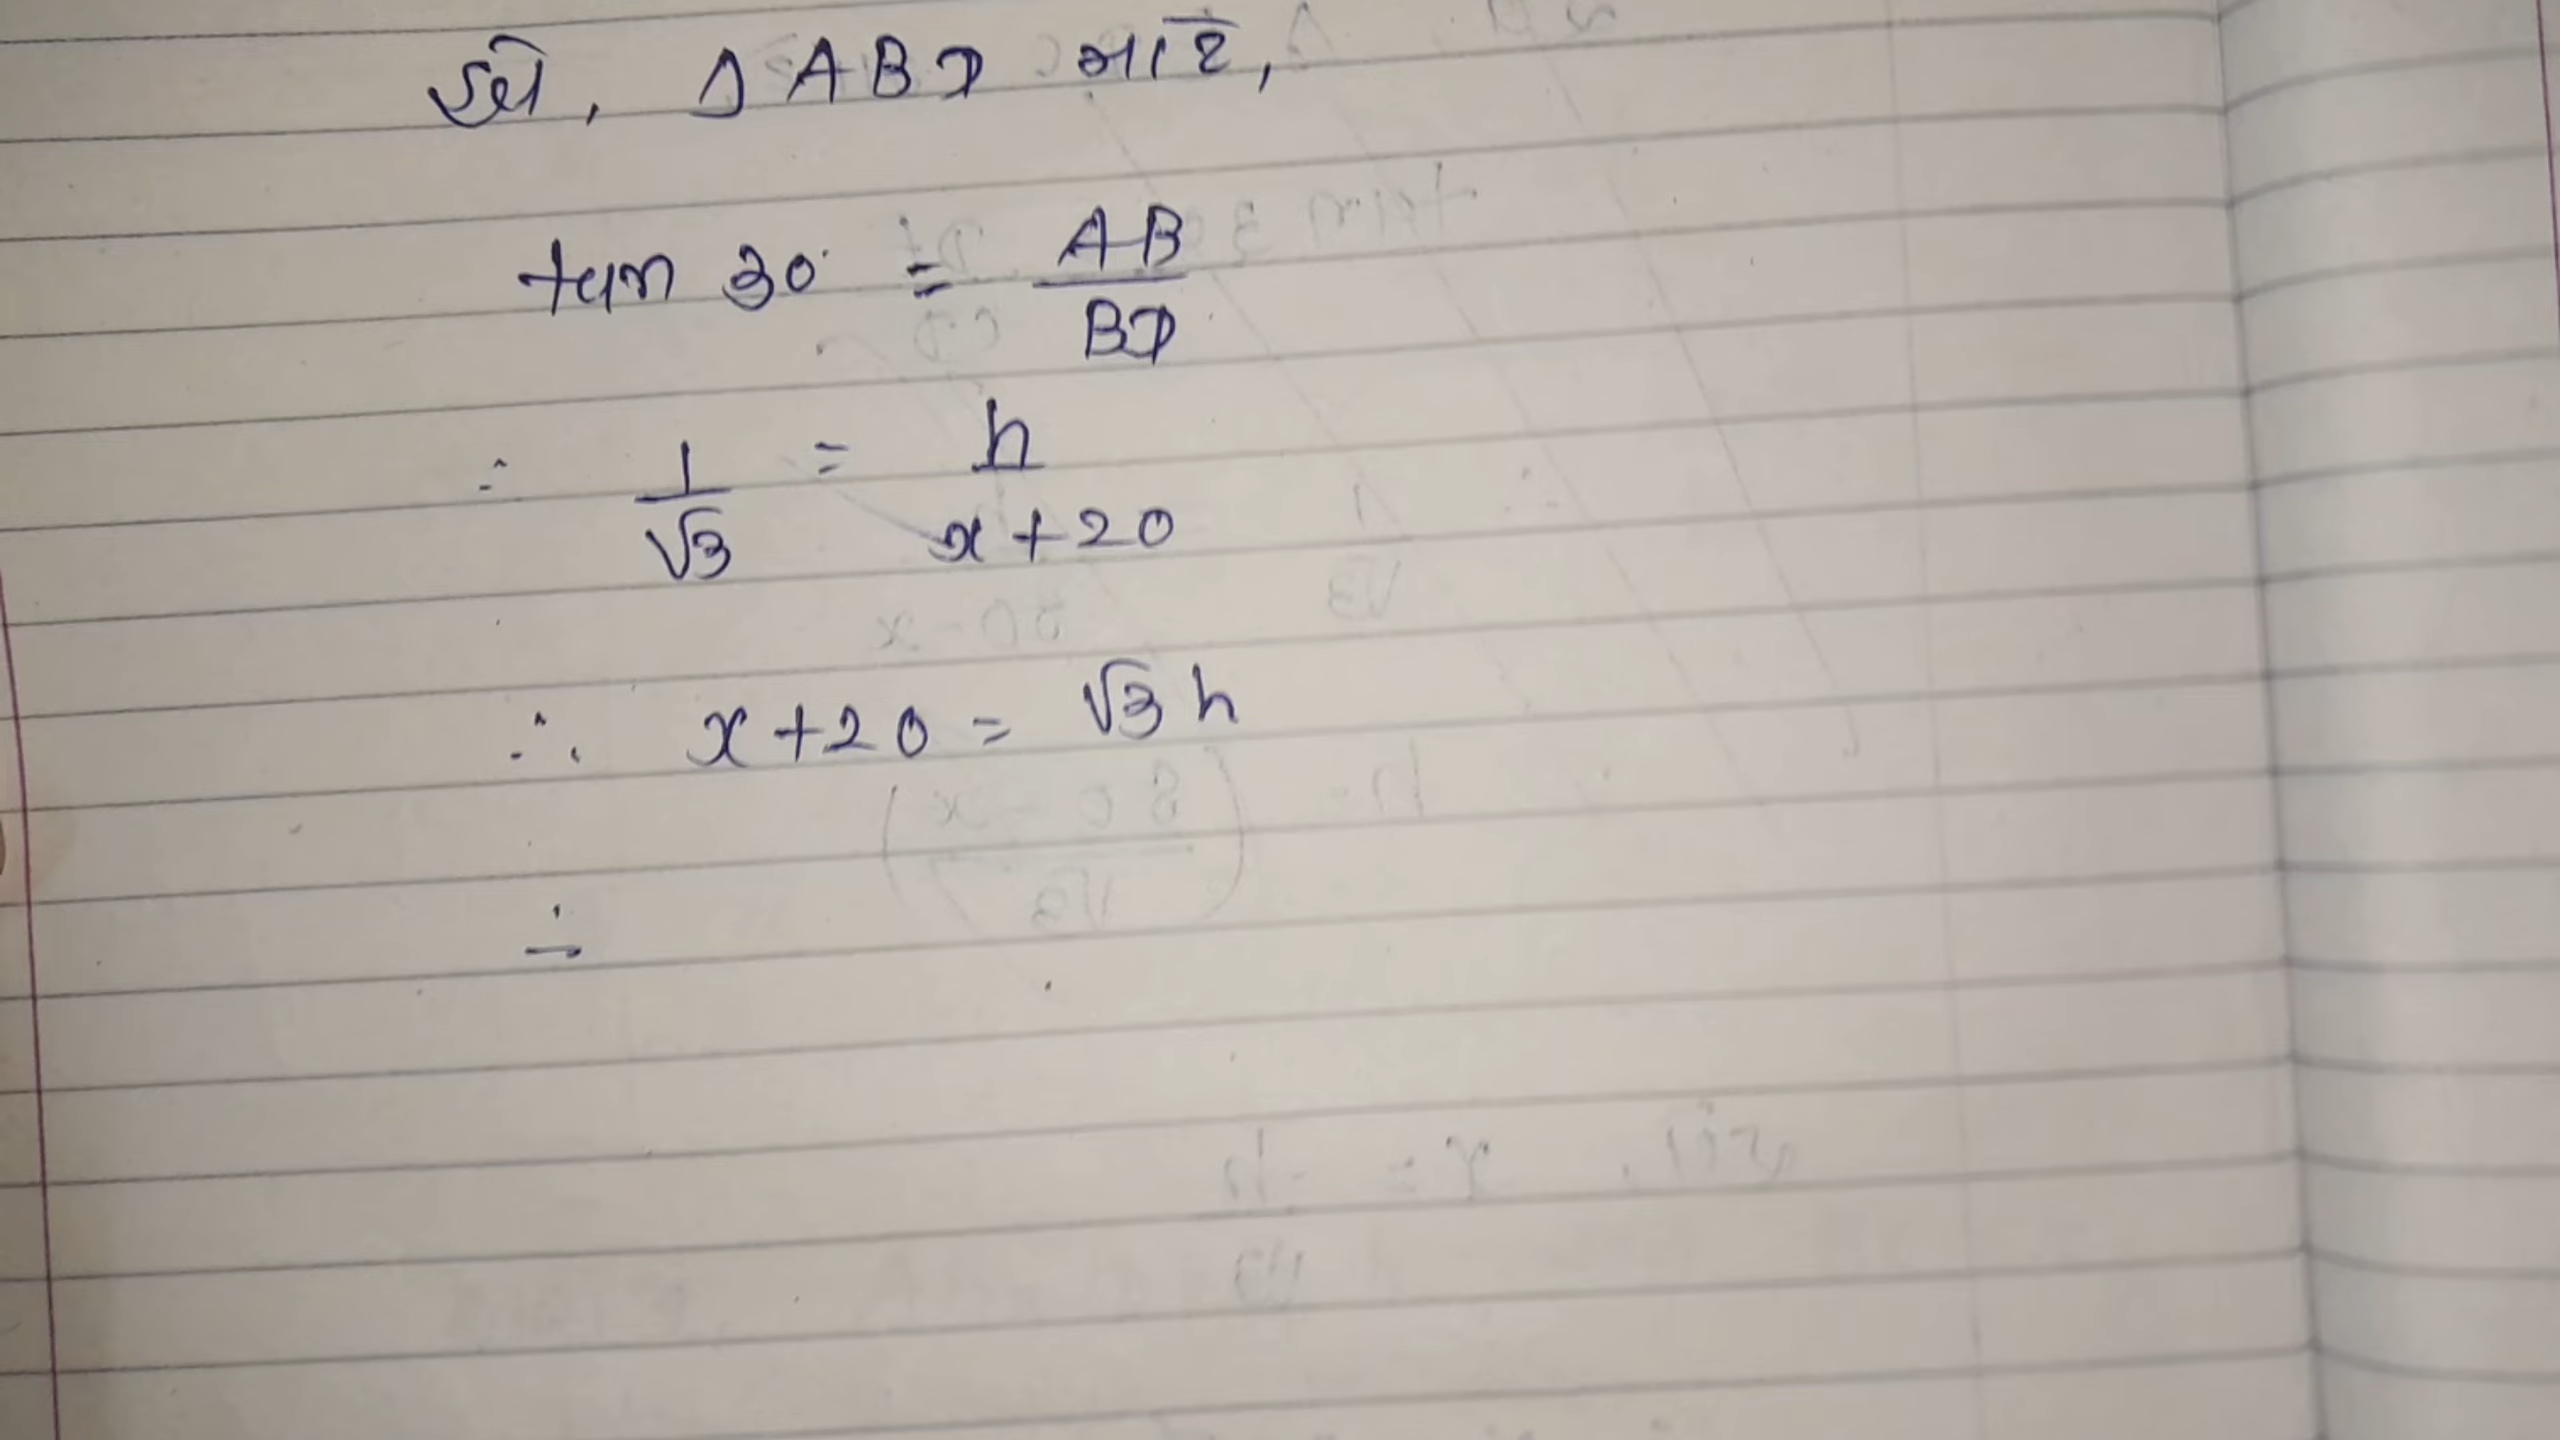 હવે, Δ ABD માટે,
tan 30° = AB / BD
∴ 1 / √3 = h / x + 20
∴ x + 20 = √3 h
∴